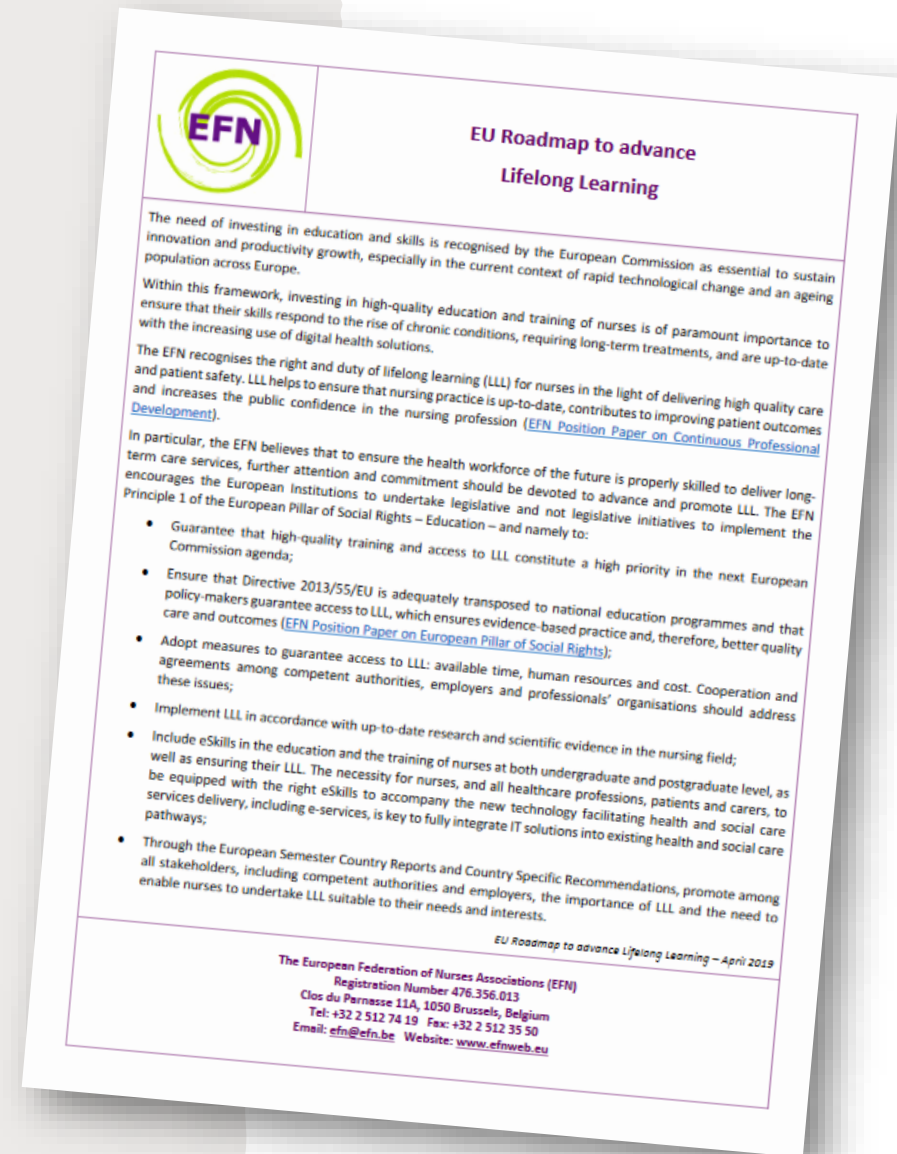 EFN
EU Roadmap to advance
Lifelong Learning
The need of investing in education and skills is recognised by the European Commission as essential to sustain
innovation and productivity growth, especially in the current context of rapid technological change and an ageing
population across Europe.
Within this framework, investing in high-quality education and training of nurses is of paramount importance to
ensure that their skills respond to the rise of chronic conditions, requiring long-term treatments, and are up-to-date
with the increasing use of digital health solutions.
The EFN recognises the right and duty of lifelong learning (LLL) for nurses in the light of delivering high quality care
and patient safety. LLL helps to ensure that nursing practice is up-to-date, contributes to improving patient outcomes
and increases the public confidence in the nursing profession (EFN Position Paper on Continuous Professional
Development).
In particular, the EFN believes that to ensure the health workforce of the future is properly skilled to deliver long-
term care services, further attention and commitment should be devoted to advance and promote LLL. The EFN
encourages the European Institutions to undertake legislative and not legislative initiatives to implement the
Principle 1 of the European Pillar of Social Rights – Education – and namely to:
• Guarantee that high-quality training and access to LLL constitute a high priority in the next European
Commission agenda;
• Ensure that Directive 2013/55/EU is adequately transposed to national education programmes and that
policy-makers guarantee access to LLL, which ensures evidence-based practice and, therefore, better quality
care and outcomes (EFN Position Paper on European Pillar of Social Rights);
• Adopt measures to guarantee access to LLL: available time, human resources and cost. Cooperation and
agreements among competent authorities, employers and professionals' organisations should address
these issues;
• Implement LLL in accordance with up-to-date research and scientific evidence in the nursing field;
• Include eSkills in the education and the training of nurses at both undergraduate and postgraduate level, as
well as ensuring their LLL. The necessity for nurses, and all healthcare professions, patients and carers, to
be equipped with the right eSkills to accompany the new technology facilitating health and social care
services delivery, including e-services, is key to fully integrate IT solutions into existing health and social care
pathways;
• Through the European Semester Country Reports and Country Specific Recommendations, promote among
all stakeholders, including competent authorities and employers, the importance of LLL and the need to
enable nurses to undertake LLL suitable to their needs and interests.
EU Roadmap to advance Lifelong Learning – April 2019
The European Federation of Nurses Associations (EFN)
Registration Number 476.356.013
Clos du Parnasse 11A, 1050 Brussels, Belgium
Tel: +32 2 512 74 19 Fax: +32 2 512 35 50
Email: efn@efn.be Website: www.efnweb.eu